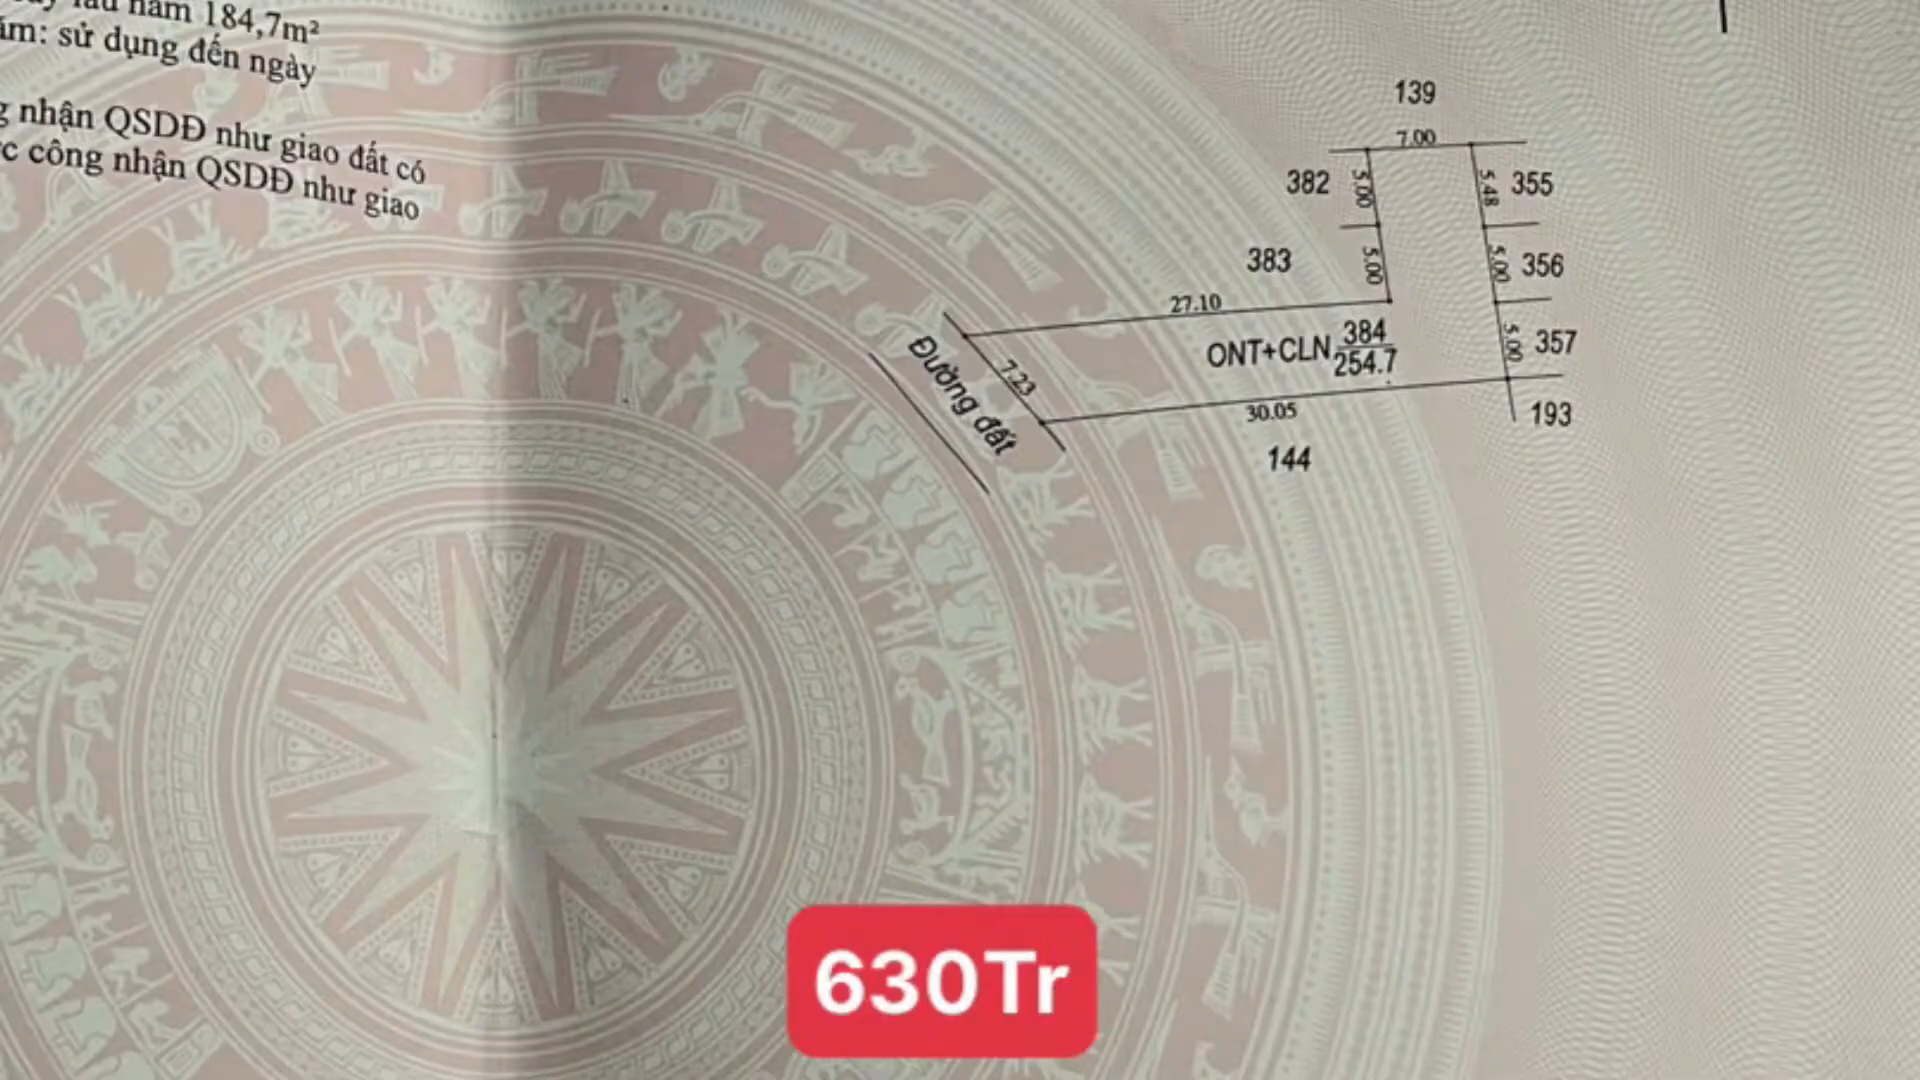 lâu năm 184,7m²
sử dụng đến ngày
nhận QSDĐ như giao đất có
công nhận QSDĐ như giao
139
7.00
382
5.00
5.48
355
383
5.00
5.00
356
27.10
ONT+CLN
384
254.7
5.00
357
Đường đất
7.23
30.05
193
144
630Tr